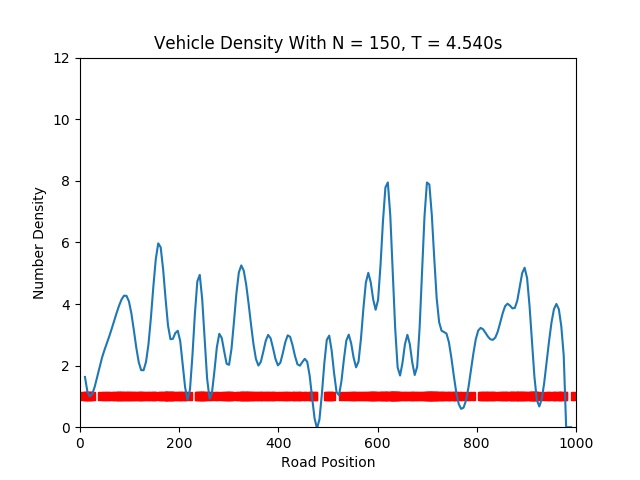 Vehicle Density With N = 150, T = 4.540s
12
10
8
6
4
2
0
Number Density
0 200 400 600 800 1000
Road Position